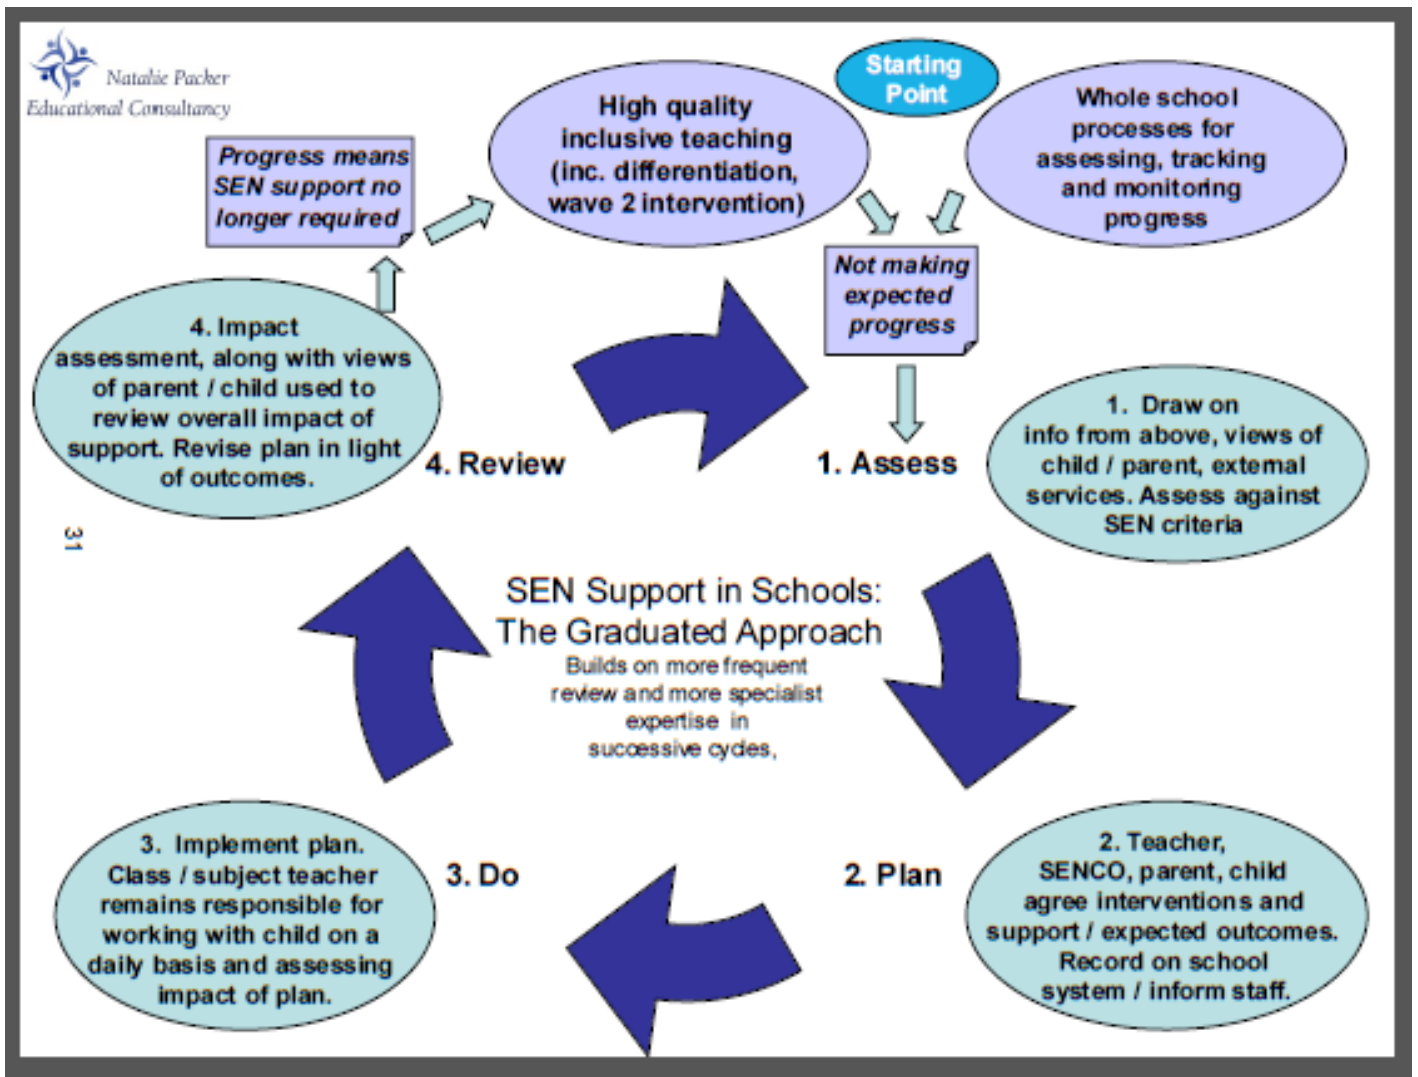 Natalie Packer
Educational Consultancy
Starting
Point
High quality
inclusive teaching
(inc. differentiation,
wave 2 intervention)
Whole school
processes for
assessing, tracking
and monitoring
progress
Progress means
SEN support no
longer required
Not making
expected
progress
4. Impact
assessment, along with views
of parent / child used to
review overall impact of
support. Revise plan in light
of outcomes.
4. Review
1. Assess
1. Draw on
info from above, views of
child / parent, external
services. Assess against
SEN criteria
31
SEN Support in Schools:
The Graduated Approach
Builds on more frequent
review and more specialist
expertise in
successive cycles,
3. Implement plan.
Class / subject teacher
remains responsible for
working with child on a
daily basis and assessing
impact of plan.
3. Do
2. Plan
2. Teacher,
SENCO, parent, child
agree interventions and
support / expected outcomes.
Record on school
system / inform staff.